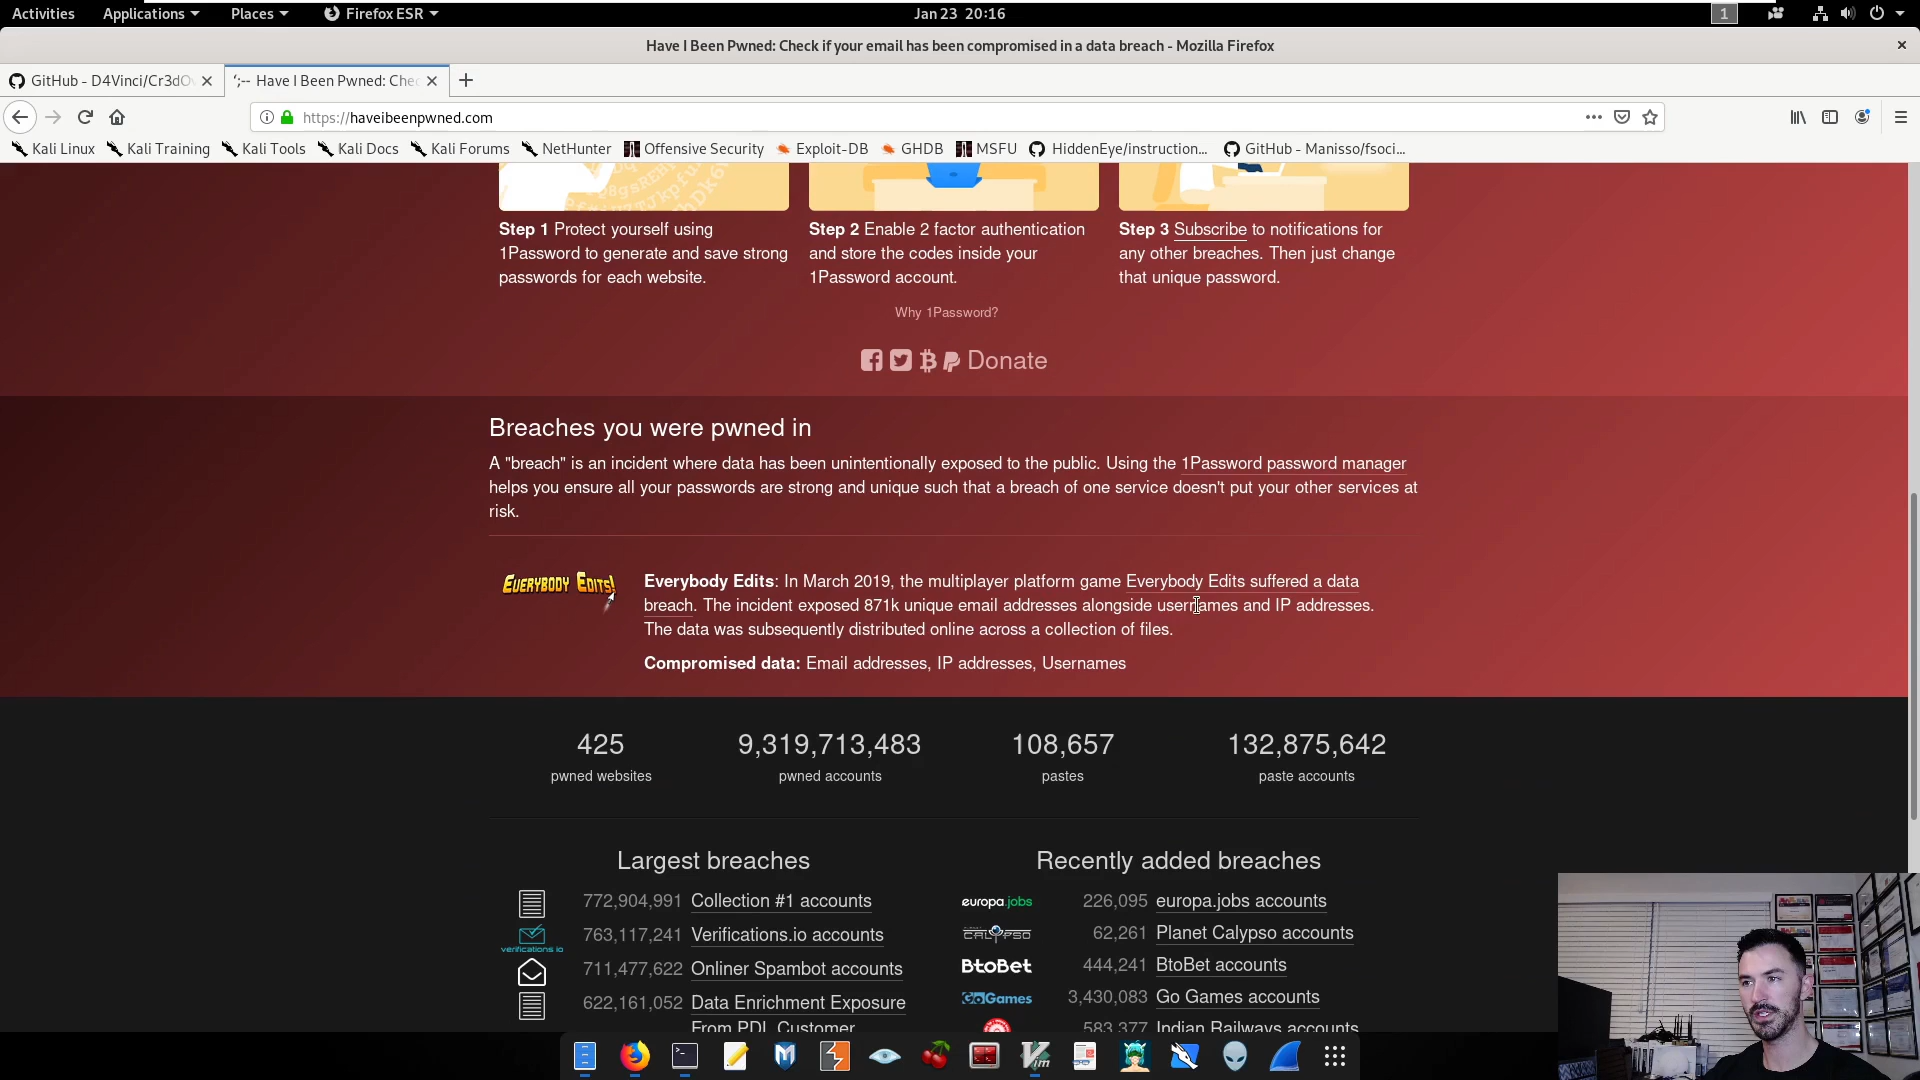 Activities Applications Places Firefox ESR Jan 23 20:16 1
Have I Been Pwned: Check if your email has been compromised in a data breach - Mozilla Firefox
GitHub - D4Vinci/Cr3dO ';-- Have I Been Pwned: Chec
https://haveibeenpwned.com
Kali Linux Kali Training Kali Tools Kali Docs Kali Forums NetHunter Offensive Security Exploit-DB GHDB MSFU HiddenEye/instruction... GitHub - Manisso/fsoci...
Step 1 Protect yourself using
1Password to generate and save strong
passwords for each website.
Step 2 Enable 2 factor authentication
and store the codes inside your
1Password account.
Step 3 Subscribe to notifications for
any other breaches. Then just change
that unique password.
Why 1Password?
Donate
Breaches you were pwned in
A "breach" is an incident where data has been unintentionally exposed to the public. Using the 1Password password manager
helps you ensure all your passwords are strong and unique such that a breach of one service doesn't put your other services at
risk.
EVERYBODY EDITS!
Everybody Edits: In March 2019, the multiplayer platform game Everybody Edits suffered a data
breach. The incident exposed 871k unique email addresses alongside usernames and IP addresses.
The data was subsequently distributed online across a collection of files.
Compromised data: Email addresses, IP addresses, Usernames
425 9,319,713,483 108,657 132,875,642
pwned websites pwned accounts pastes paste accounts
Largest breaches
772,904,991 Collection #1 accounts
verifications io 763,117,241 Verifications.io accounts
711,477,622 Onliner Spambot accounts
622,161,052 Data Enrichment Exposure
From PDL Customer
Recently added breaches
europa.jobs 226,095 europa.jobs accounts
CALYPSO 62,261 Planet Calypso accounts
BtoBet 444,241 BtoBet accounts
GoGames 3,430,083 Go Games accounts
583,377 Indian Railways accounts
Vim